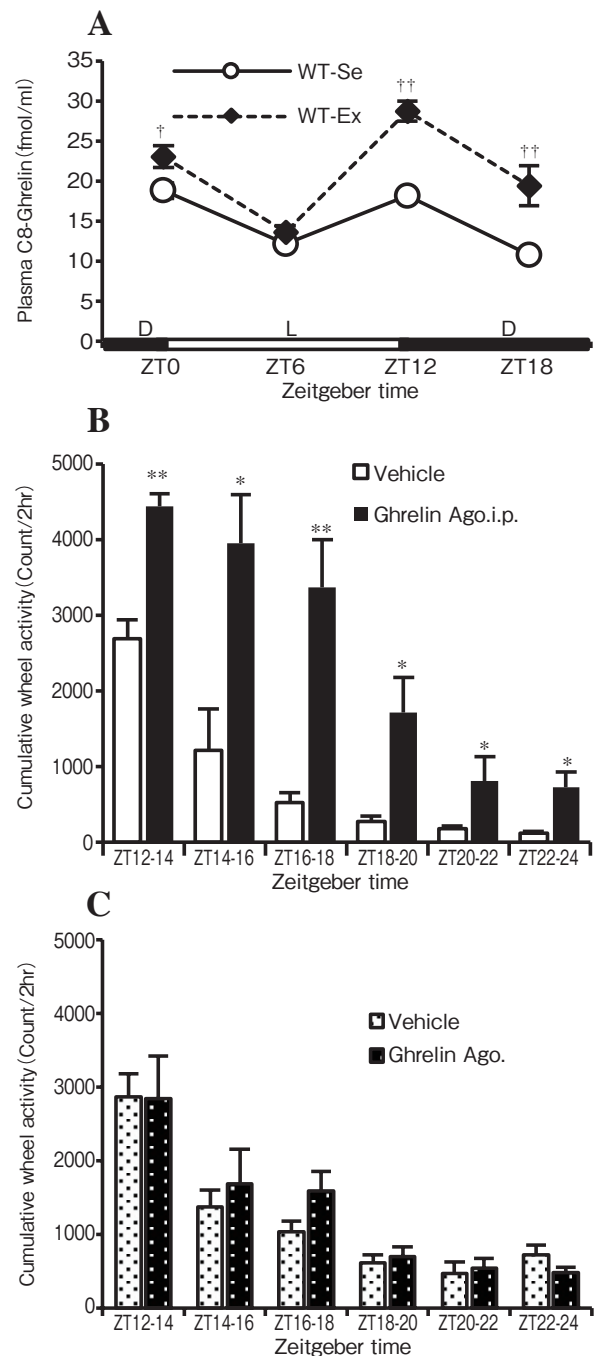 A
Plasma C8-Ghrelin (fmol/ml)
35
30
25
20
15
10
5
0
WT-Se
WT-Ex
†
††
††
D
L
D
ZT0
ZT6
ZT12
ZT18
Zeitgeber time
B
Cumulative wheel activity (Count/2hr)
5000
4000
3000
2000
1000
0
Vehicle
Ghrelin Ago.i.p.
**
*
**
*
*
*
ZT12-14
ZT14-16
ZT16-18
ZT18-20
ZT20-22
ZT22-24
Zeitgeber time
C
Cumulative wheel activity (Count/2hr)
5000
4000
3000
2000
1000
0
Vehicle
Ghrelin Ago.
ZT12-14
ZT14-16
ZT16-18
ZT18-20
ZT20-22
ZT22-24
Zeitgeber time